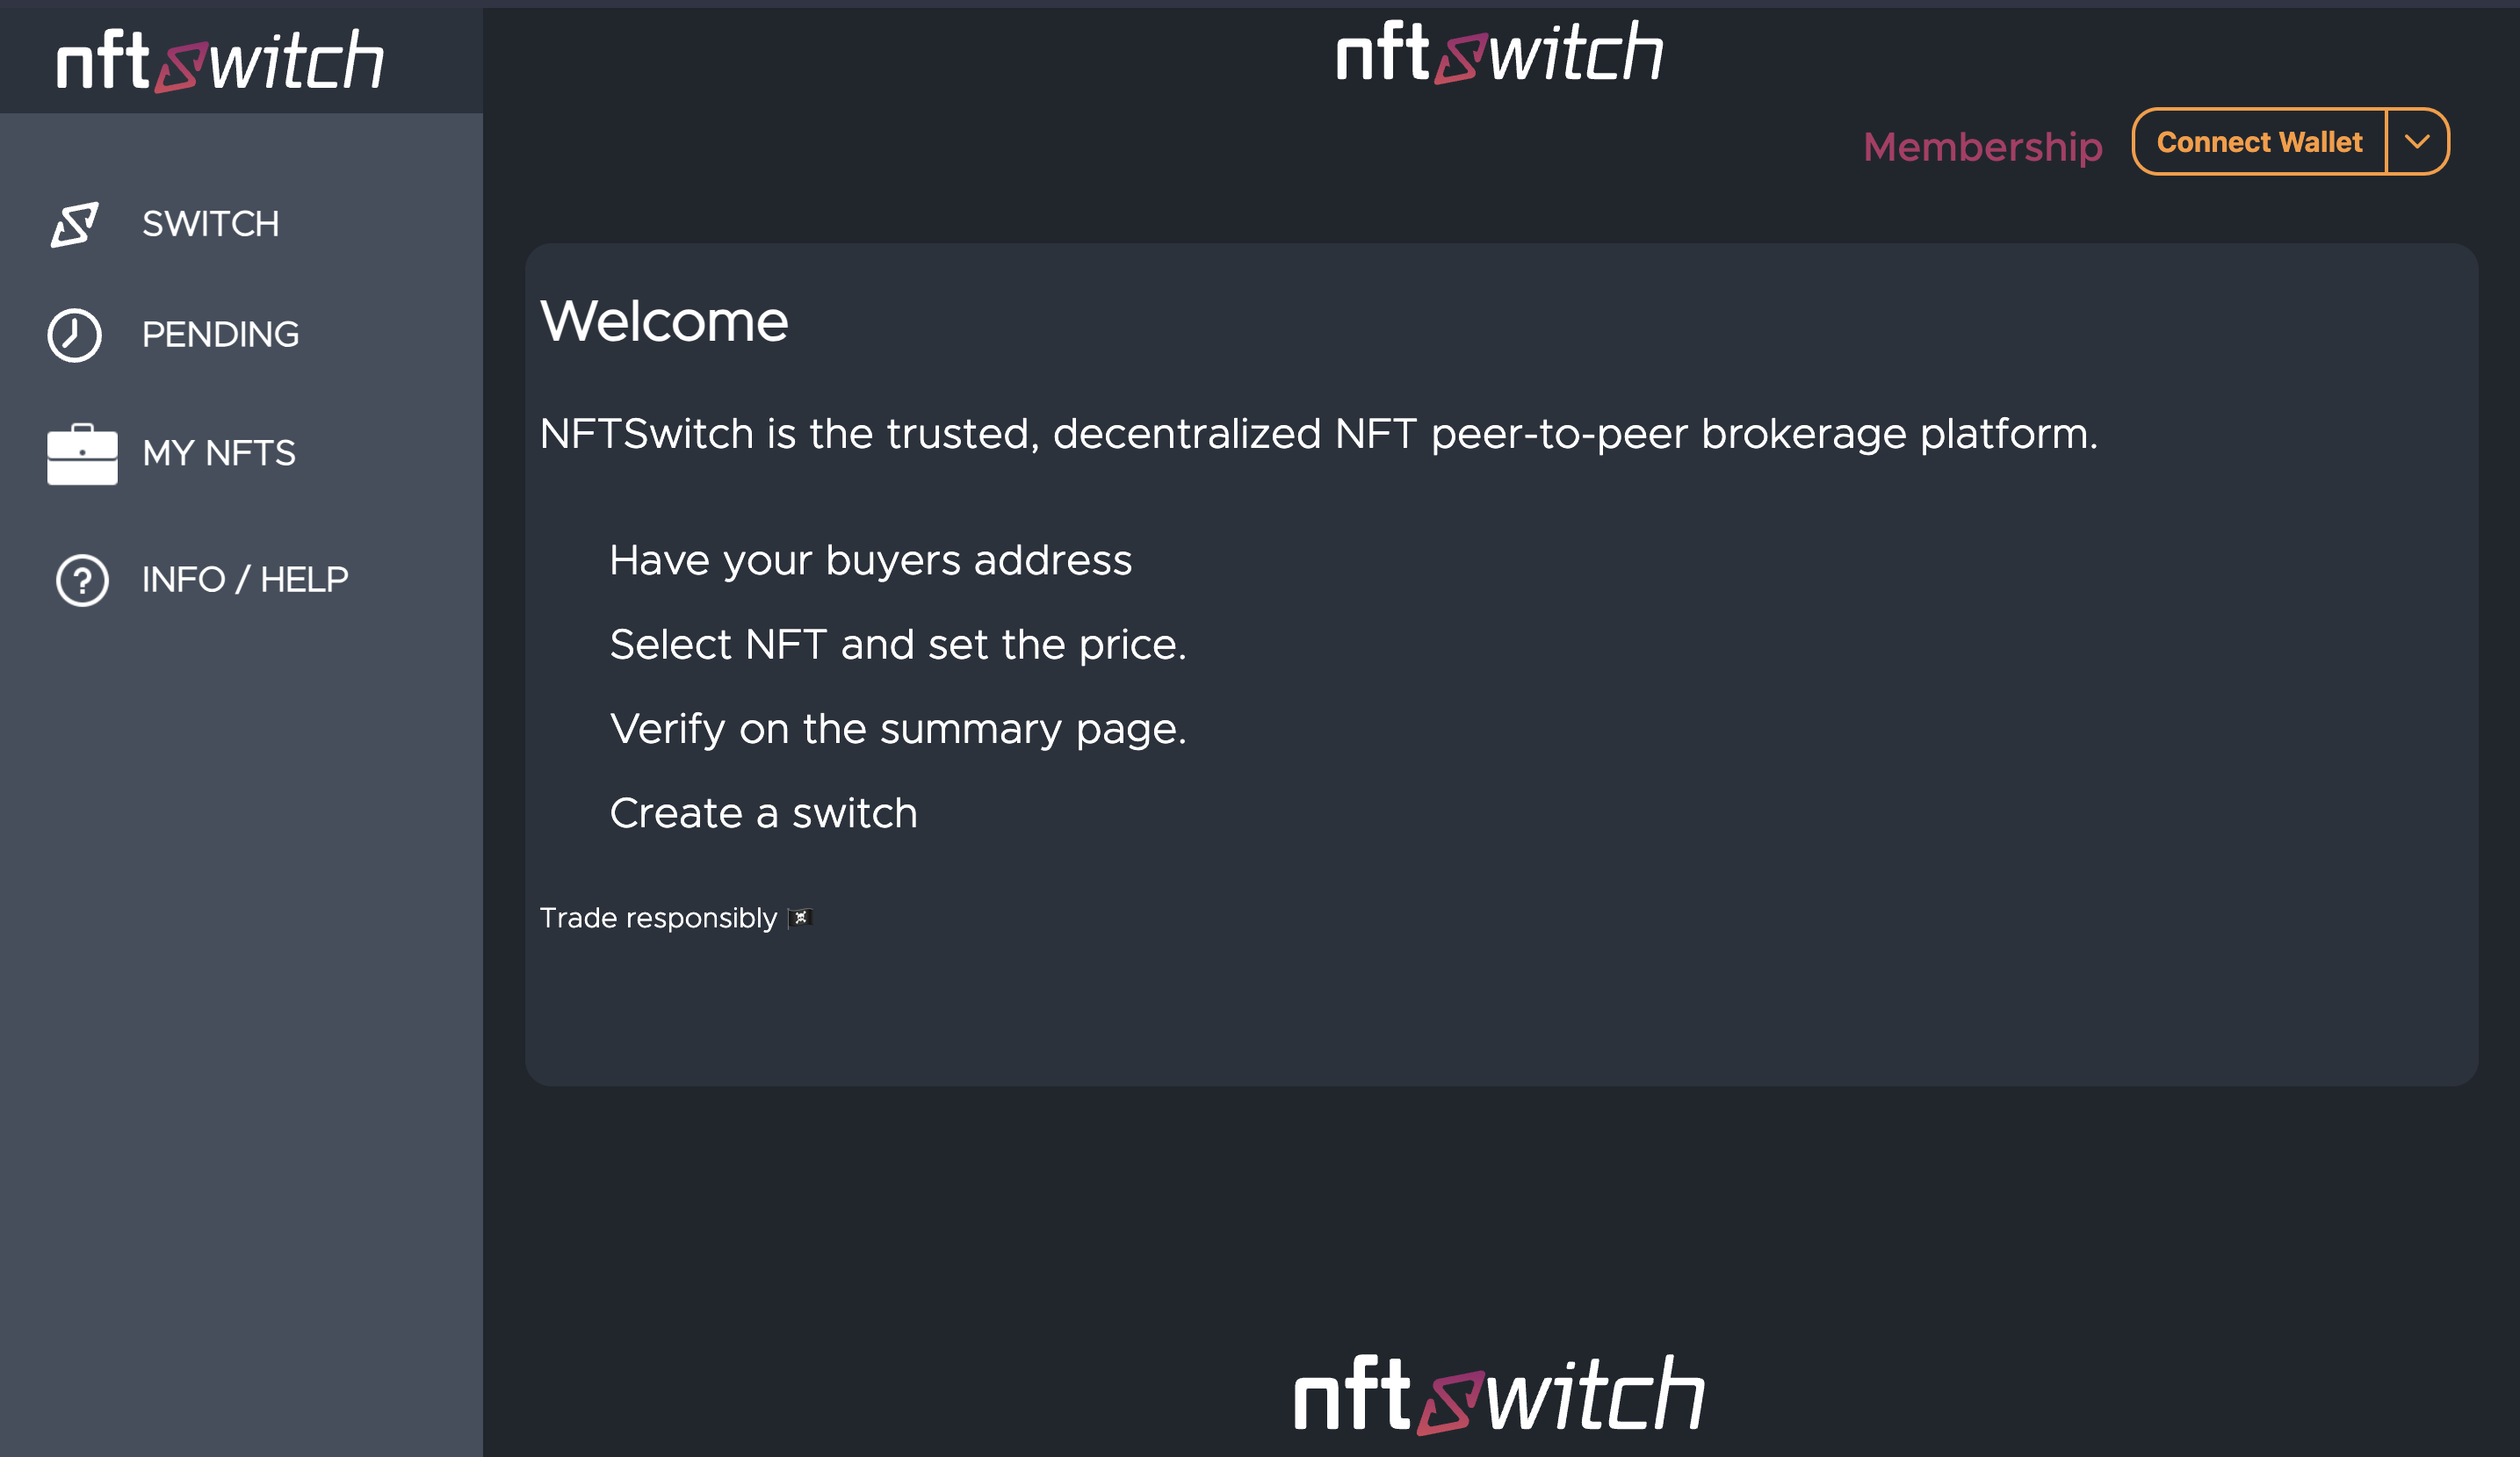 nftswitch
SWITCH
PENDING
MY NFTS
INFO / HELP
nftswitch
Membership
Connect Wallet
Welcome
NFTSwitch is the trusted, decentralized NFT peer-to-peer brokerage platform.
Have your buyers address
Select NFT and set the price.
Verify on the summary page.
Create a switch
Trade responsibly 🏴‍☠️
nftswitch